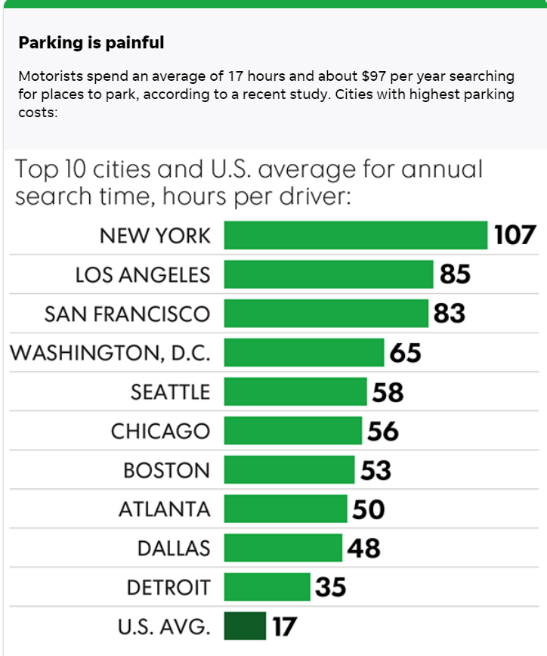 Parking is painful
Motorists spend an average of 17 hours and about $97 per year searching
for places to park, according to a recent study. Cities with highest parking
costs:
Top 10 cities and U.S. average for annual
search time, hours per driver:
NEW YORK 107
LOS ANGELES 85
SAN FRANCISCO 83
WASHINGTON, D.C. 65
SEATTLE 58
CHICAGO 56
BOSTON 53
ATLANTA 50
DALLAS 48
DETROIT 35
U.S. AVG. 17